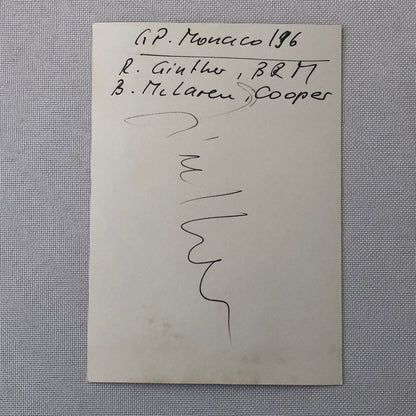 G.P. Monaco 196
R. Ginther, BRM
B. McLaren, Cooper